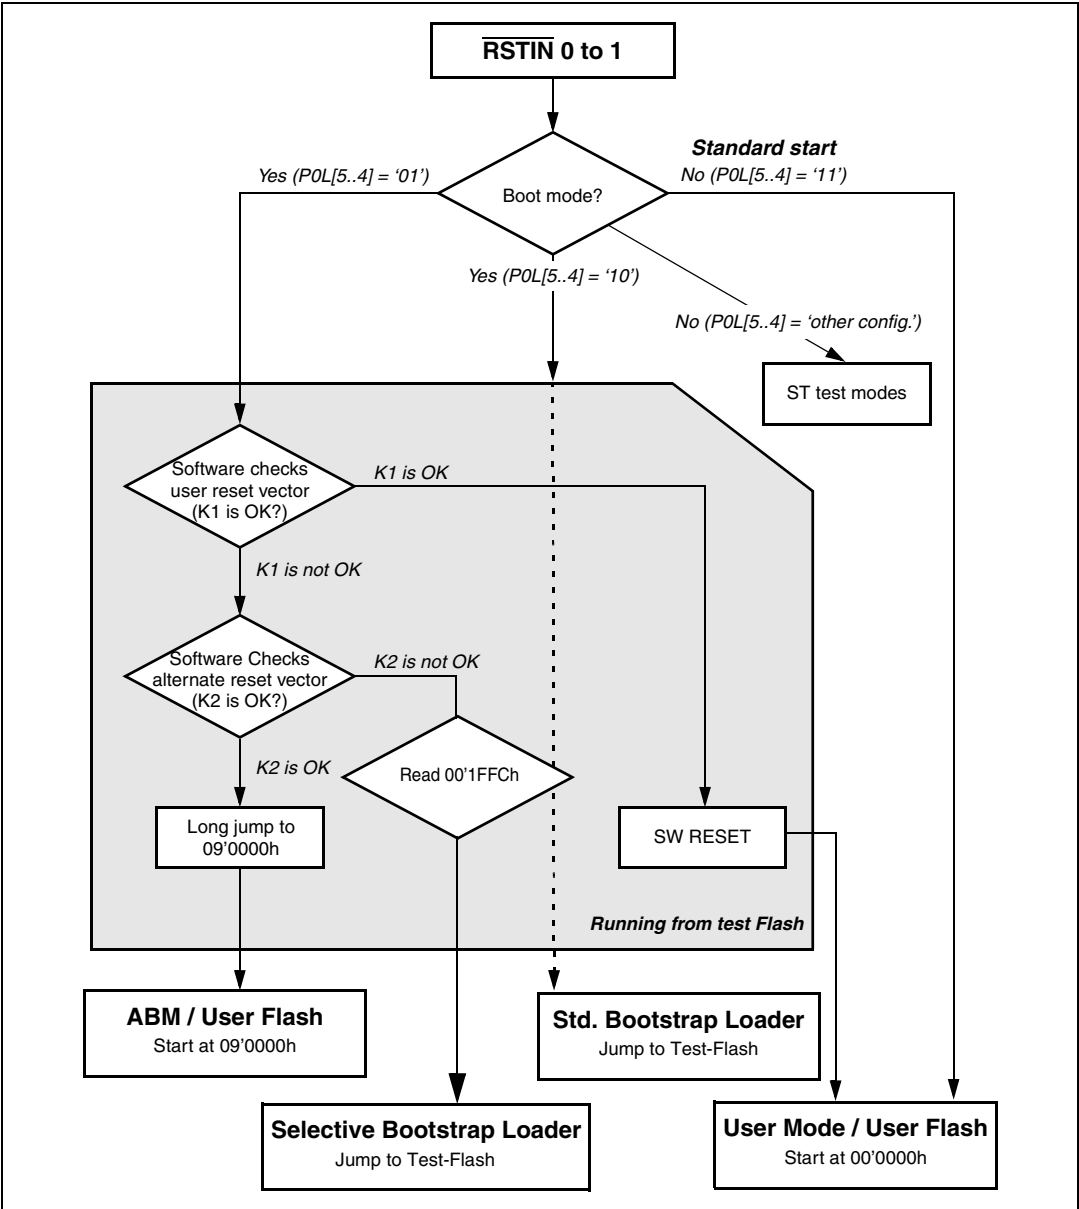 RSTIN 0 to 1
Standard start
Yes (P0L[5..4] = ‘01’)
No (P0L[5..4] = ‘11’)
Boot mode?
Yes (P0L[5..4] = ‘10’)
No (P0L[5..4] = ‘other config.’)
ST test modes
Software checks
user reset vector
(K1 is OK?)
K1 is OK
K1 is not OK
Software Checks
alternate reset vector
(K2 is OK?)
K2 is not OK
K2 is OK
Read 00’1FFCh
Long jump to
09’0000h
SW RESET
Running from test Flash
ABM / User Flash
Start at 09’0000h
Std. Bootstrap Loader
Jump to Test-Flash
Selective Bootstrap Loader
Jump to Test-Flash
User Mode / User Flash
Start at 00’0000h